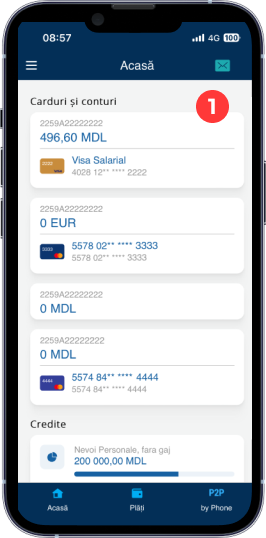 08:57
4G 100
Acasă
Carduri și conturi
1
2259A22222222
496,60 MDL
Visa Salarial
4028 12** **** 2222
2259A22222222
0 EUR
3333
5578 02** **** 3333
5578 02** **** 3333
2259A22222222
0 MDL
2259A22222222
0 MDL
4444
5574 84** **** 4444
5574 84** **** 4444
Credite
Nevoi Personale, fara gaj
200 000,00 MDL
Acasă
Plăți
P2P
by Phone